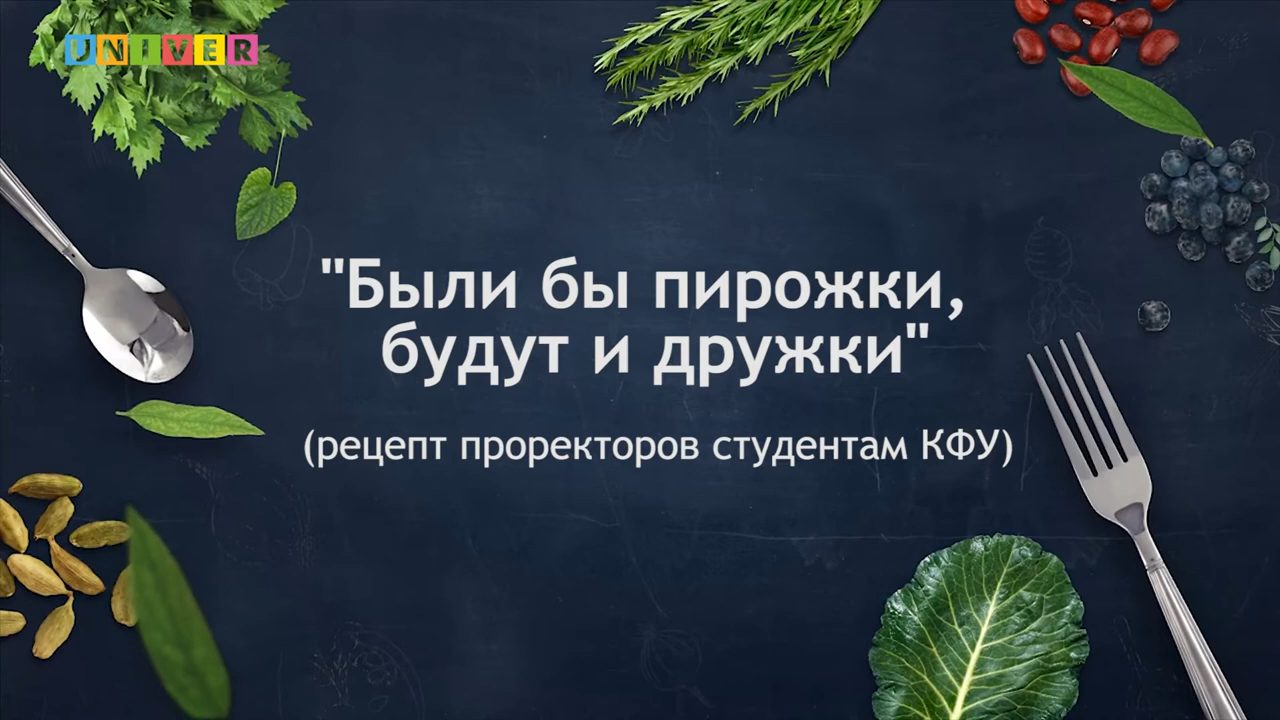 UNIVER
"Были бы пирожки,
будут и дружки"
(рецепт проректоров студентам КФУ)